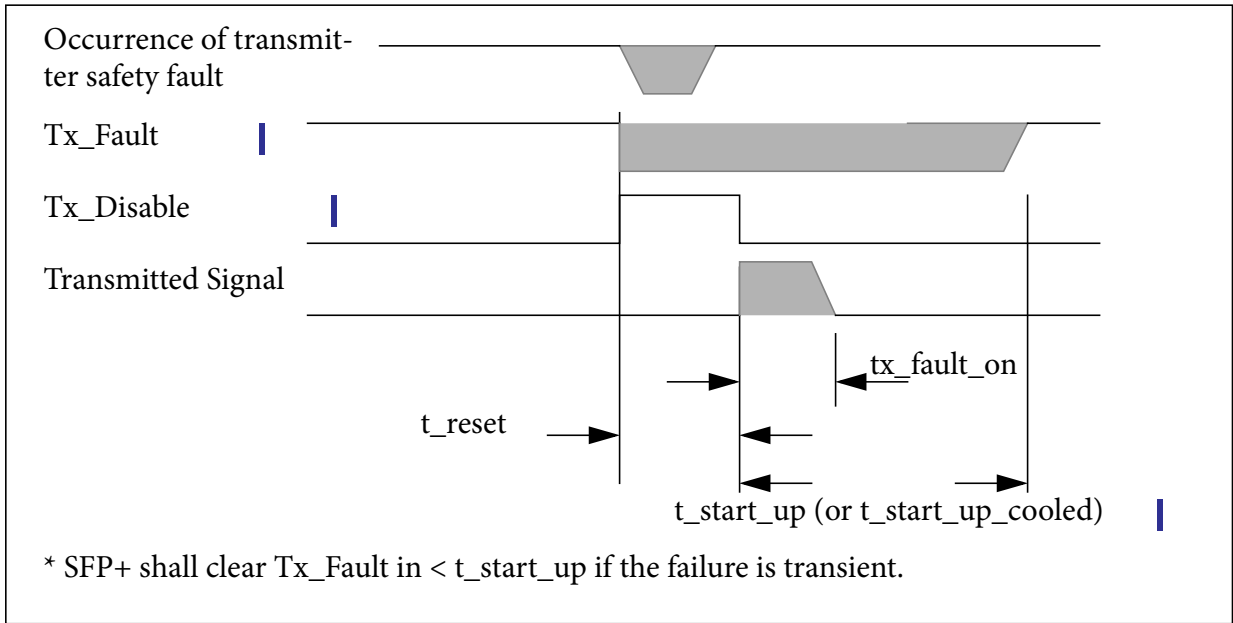 Occurrence of transmit-
ter safety fault
Tx_Fault
Tx_Disable
Transmitted Signal
tx_fault_on
t_reset
t_start_up (or t_start_up_cooled)
* SFP+ shall clear Tx_Fault in < t_start_up if the failure is transient.